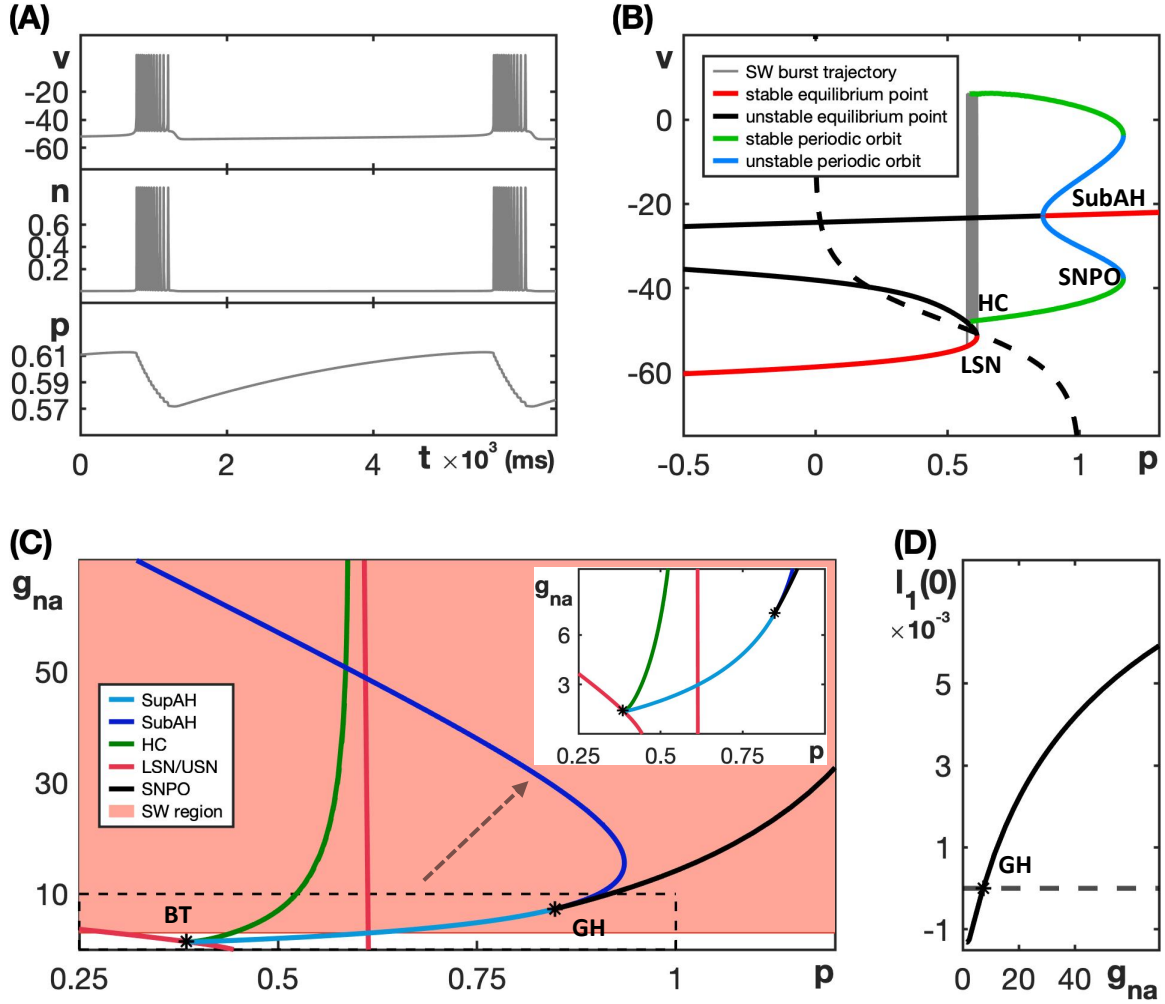 (A)
v
-20
-40
-60
n
0.6
0.4
0.2
p
0.61
0.59
0.57
0 2 4 t ×10³ (ms)
(B)
v
SW burst trajectory
stable equilibrium point
unstable equilibrium point
stable periodic orbit
unstable periodic orbit
0
-20
-40
-60
SubAH
SNPO
HC
LSN
-0.5 0 0.5 1 p
(C)
g_na
50
30
10
SupAH
SubAH
HC
LSN/USN
SNPO
SW region
BT
GH
0.25 0.5 0.75 1 p
g_na
6
3
0.25 0.5 0.75 p
(D)
l₁(0)
×10⁻³
5
3
1
-1
GH
0 20 40 g_na